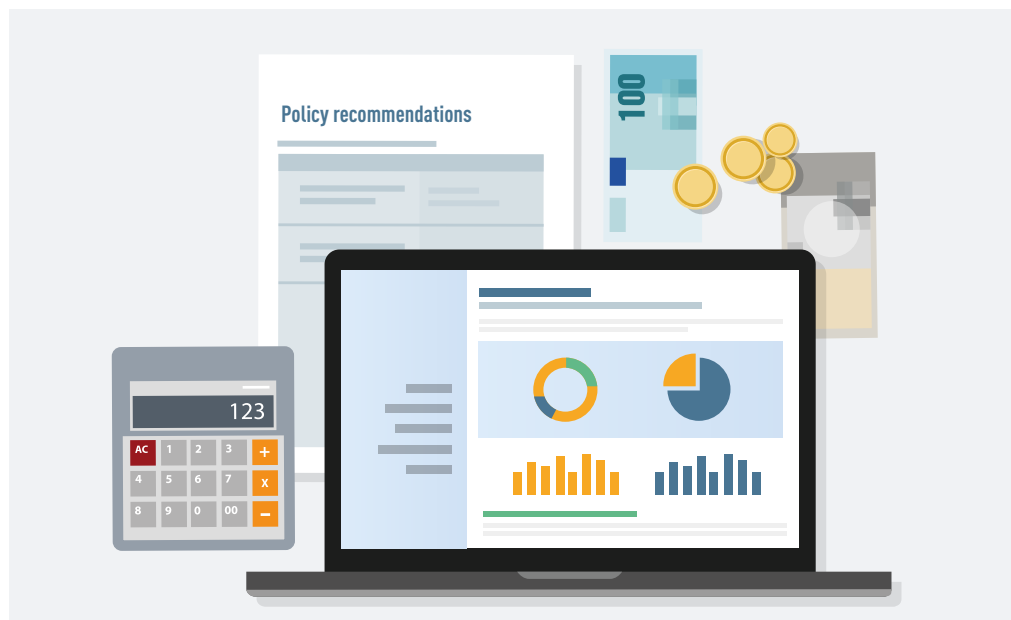 Policy recommendations
100
123
AC 1 2 3 +
4 5 6 7 x
8 9 0 00 −